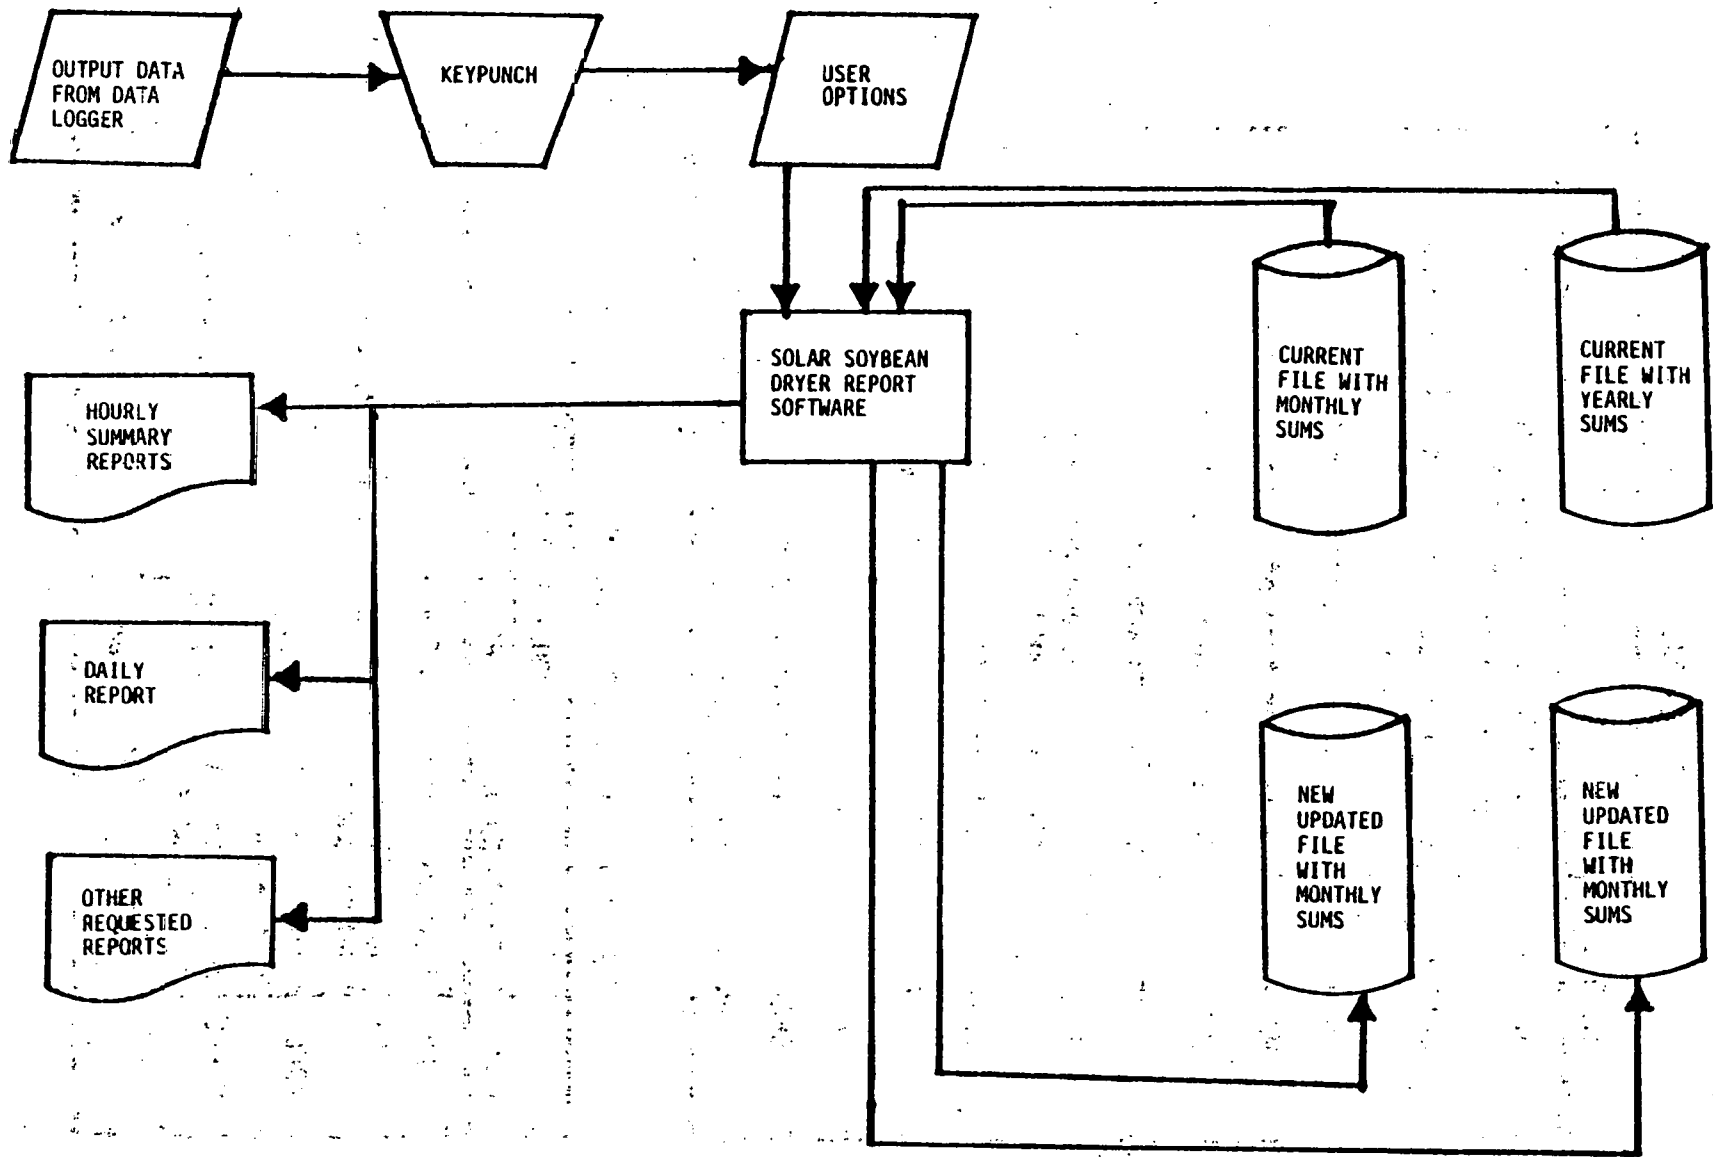 OUTPUT DATA
FROM DATA
LOGGER
KEYPUNCH
USER
OPTIONS
SOLAR SOYBEAN
DRYER REPORT
SOFTWARE
CURRENT
FILE WITH
MONTHLY
SUMS
CURRENT
FILE WITH
YEARLY
SUMS
HOURLY
SUMMARY
REPORTS
DAILY
REPORT
OTHER
REQUESTED
REPORTS
NEW
UPDATED
FILE
WITH
MONTHLY
SUMS
NEW
UPDATED
FILE
WITH
MONTHLY
SUMS